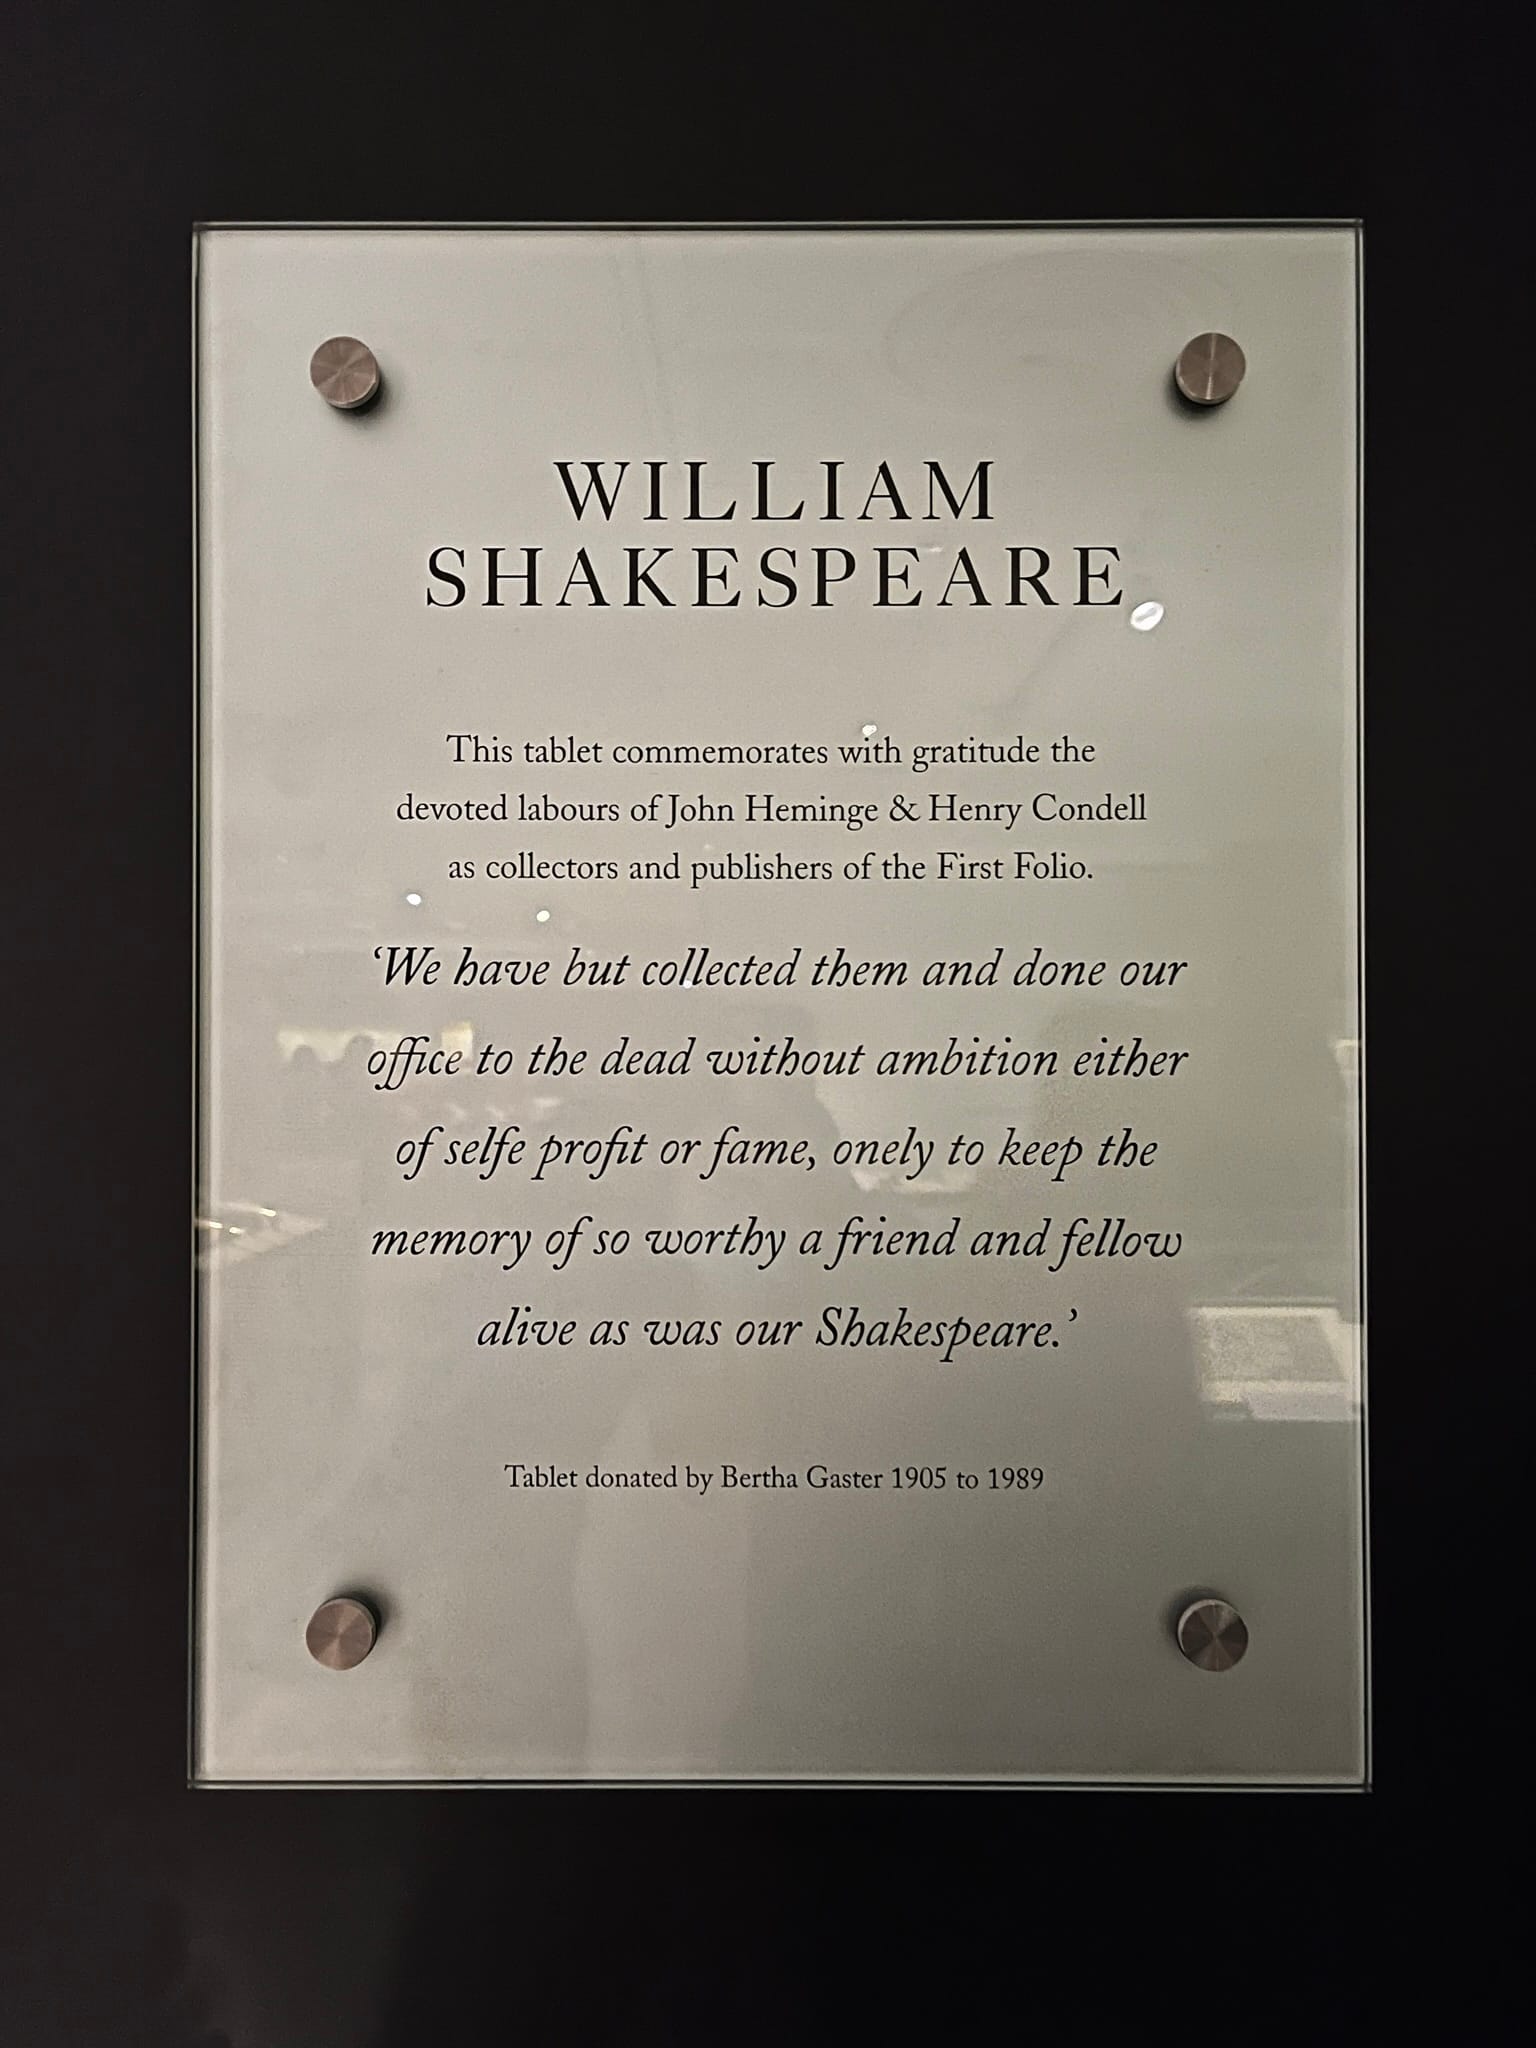 WILLIAM
SHAKESPEARE
This tablet commemorates with gratitude the
devoted labours of John Heminge & Henry Condell
as collectors and publishers of the First Folio.
‘We have but collected them and done our
office to the dead without ambition either
of selfe profit or fame, onely to keep the
memory of so worthy a friend and fellow
alive as was our Shakespeare.’
Tablet donated by Bertha Gaster 1905 to 1989